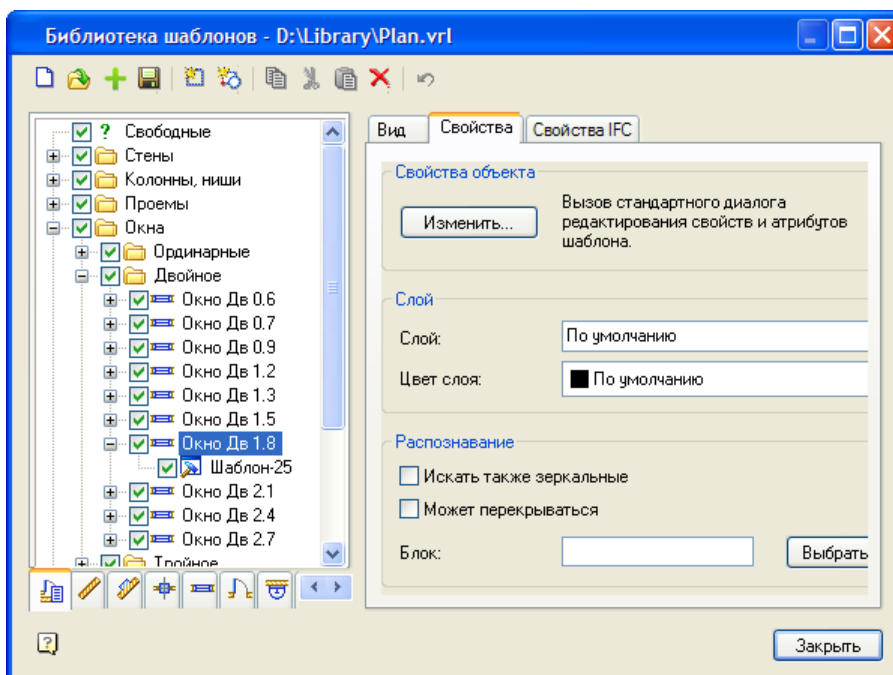 Библиотека шаблонов - D:\Library\Plan.vrl
Свободные
Стены
Колонны, ниши
Проемы
Окна
Ординарные
Двойное
Окно Дв 0.6
Окно Дв 0.7
Окно Дв 0.9
Окно Дв 1.2
Окно Дв 1.3
Окно Дв 1.5
Окно Дв 1.8
Шаблон-25
Окно Дв 2.1
Окно Дв 2.4
Окно Дв 2.7
Тройное
Вид Свойства Свойства IFC
Свойства объекта
Изменить...
Вызов стандартного диалога
редактирования свойств и атрибутов
шаблона.
Слой
Слой: По умолчанию
Цвет слоя: По умолчанию
Распознавание
Искать также зеркальные
Может перекрываться
Блок: Выбрать
Закрыть